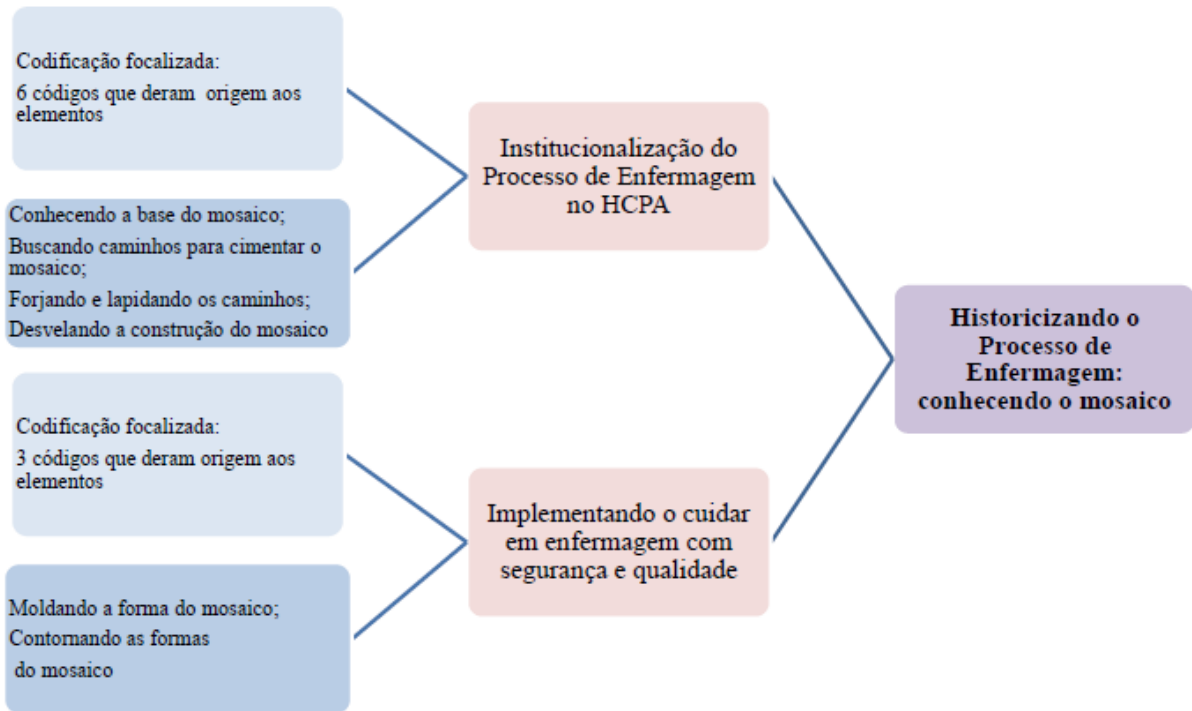 Codificação focalizada:
6 códigos que deram origem aos
elementos
Conhecendo a base do mosaico;
Buscando caminhos para cimentar o
mosaico;
Forjando e lapidando os caminhos;
Desvelando a construção do mosaico
Institucionalização do
Processo de Enfermagem
no HCPA
Codificação focalizada:
3 códigos que deram origem aos
elementos
Moldando a forma do mosaico;
Contornando as formas
do mosaico
Implementando o cuidar
em enfermagem com
segurança e qualidade
Historicizando o
Processo de
Enfermagem:
conhecendo o mosaico